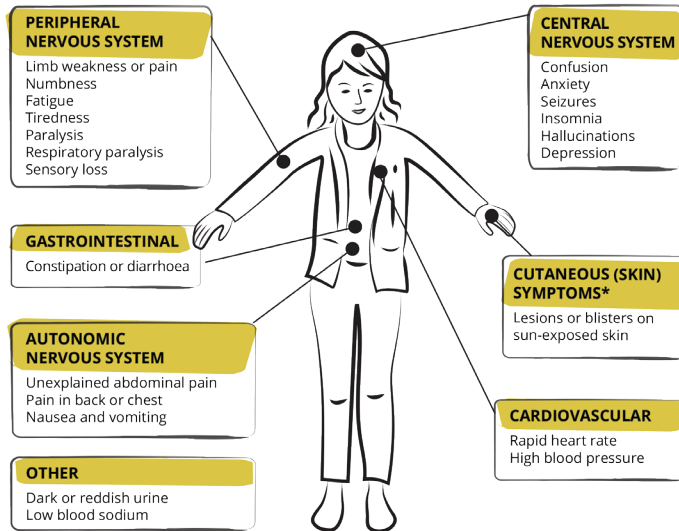 PERIPHERAL
NERVOUS SYSTEM
Limb weakness or pain
Numbness
Fatigue
Tiredness
Paralysis
Respiratory paralysis
Sensory loss
CENTRAL
NERVOUS SYSTEM
Confusion
Anxiety
Seizures
Insomnia
Hallucinations
Depression
GASTROINTESTINAL
Constipation or diarrhoea
CUTANEOUS (SKIN)
SYMPTOMS*
Lesions or blisters on
sun-exposed skin
AUTONOMIC
NERVOUS SYSTEM
Unexplained abdominal pain
Pain in back or chest
Nausea and vomiting
CARDIOVASCULAR
Rapid heart rate
High blood pressure
OTHER
Dark or reddish urine
Low blood sodium